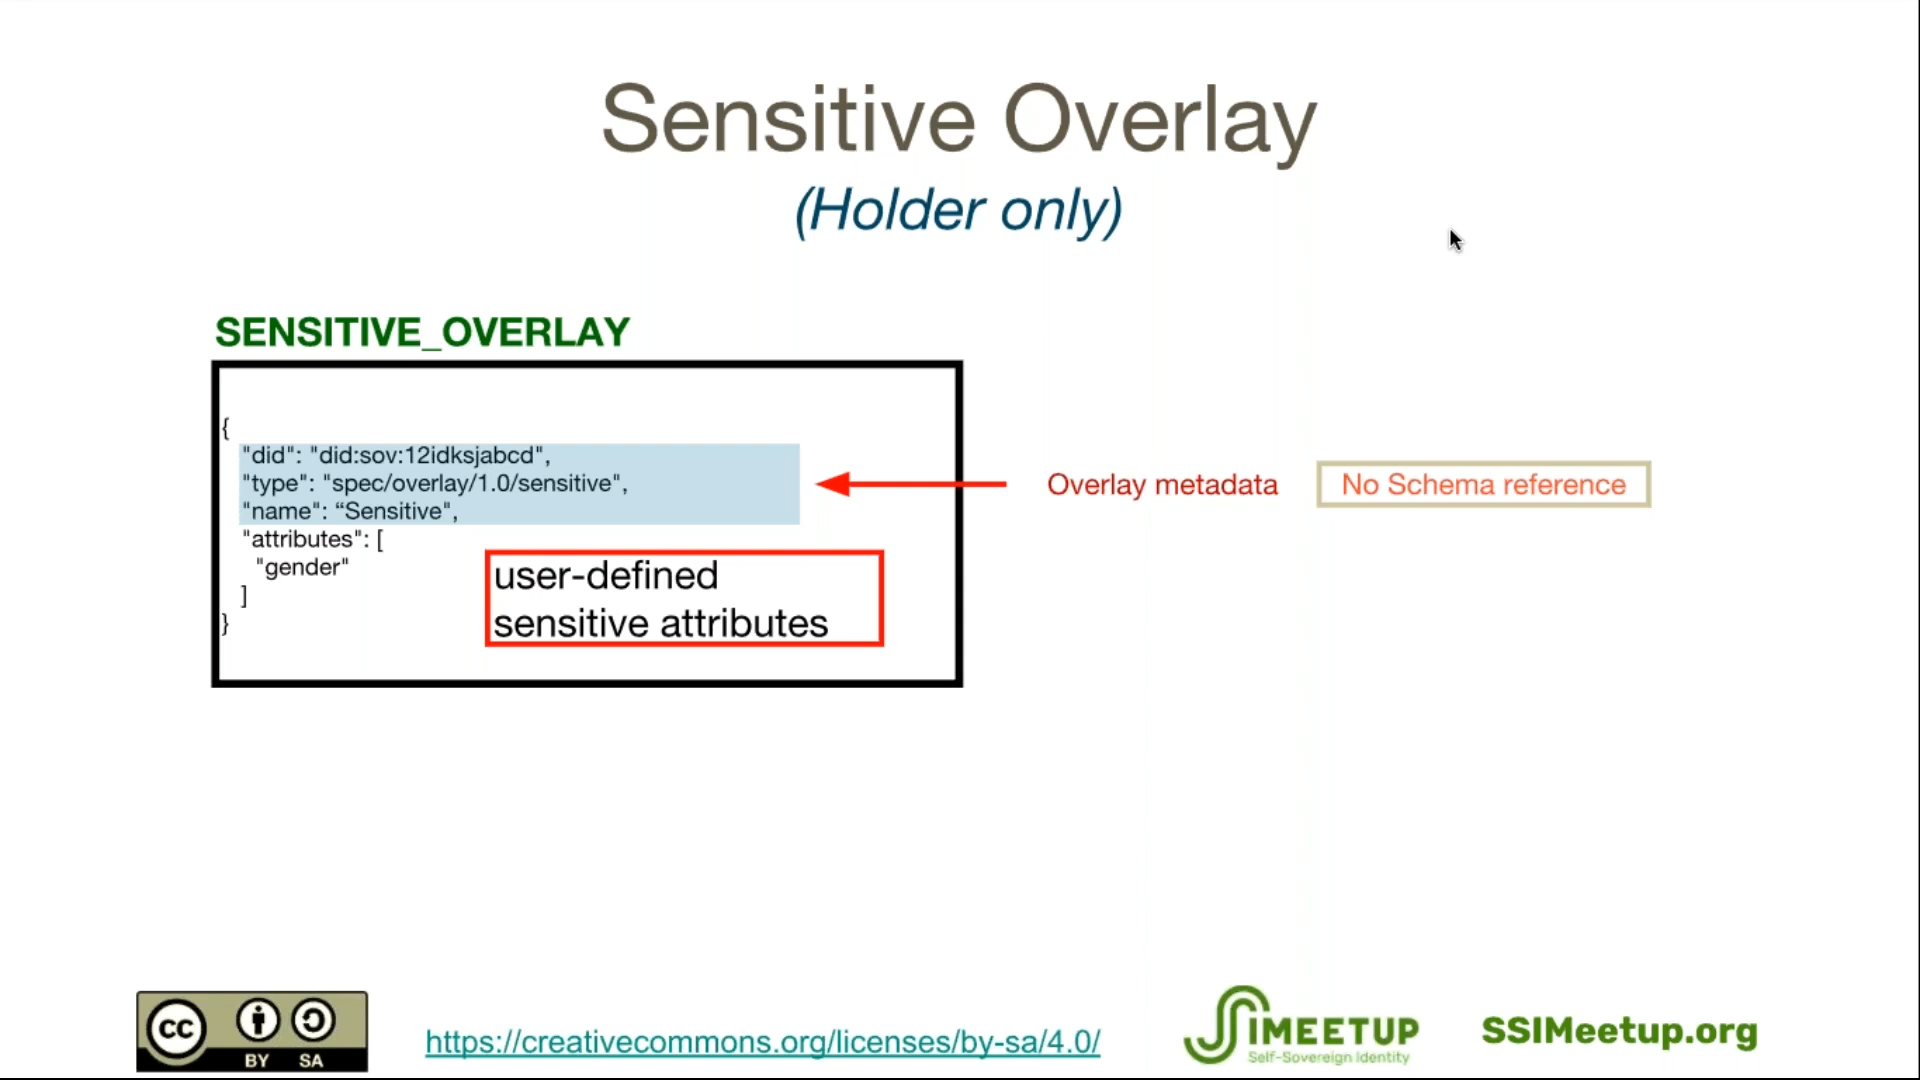 Sensitive Overlay
(Holder only)
SENSITIVE_OVERLAY
{
"did": "did:sov:12idksjabcd",
"type": "spec/overlay/1.0/sensitive",
"name": “Sensitive",
"attributes": [
"gender"
]
}
user-defined
sensitive attributes
Overlay metadata
No Schema reference
cc
BY SA
https://creativecommons.org/licenses/by-sa/4.0/
SIMEETUP
Self-Sovereign Identity
SSIMeetup.org